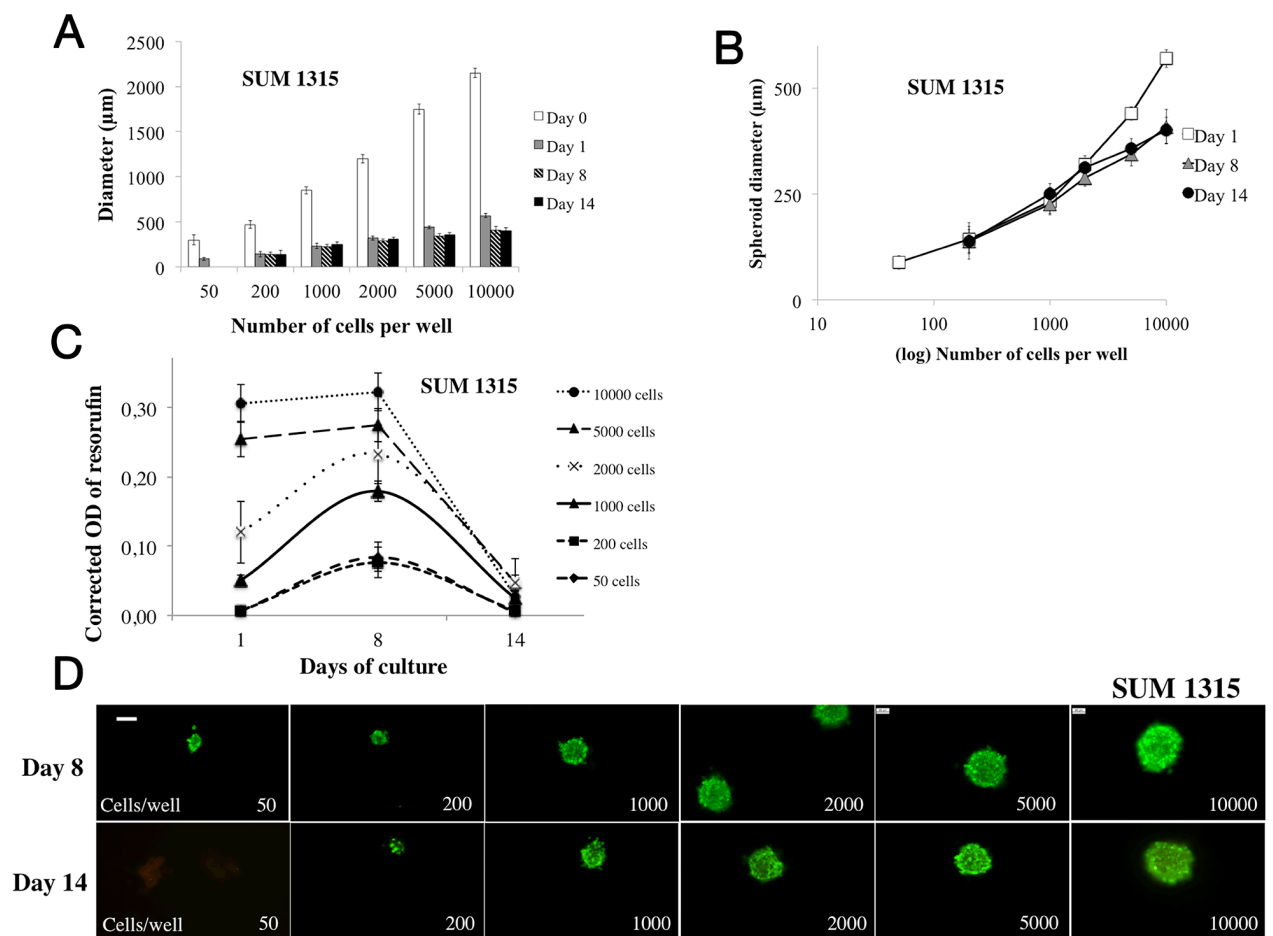 A
SUM 1315
Diameter (µm)
2500
2000
1500
1000
500
0
50 200 1000 2000 5000 10000
Number of cells per well
Day 0
Day 1
Day 8
Day 14
B
SUM 1315
Spheroid diameter (µm)
500
250
0
10 100 1000 10000
(log) Number of cells per well
Day 1
Day 8
Day 14
C
SUM 1315
Corrected OD of resorufin
0,30
0,20
0,10
0,00
1 8 14
Days of culture
10000 cells
5000 cells
2000 cells
1000 cells
200 cells
50 cells
D
SUM 1315
Day 8
Cells/well 50 200 1000 2000 5000 10000
Day 14
Cells/well 50 200 1000 2000 5000 10000